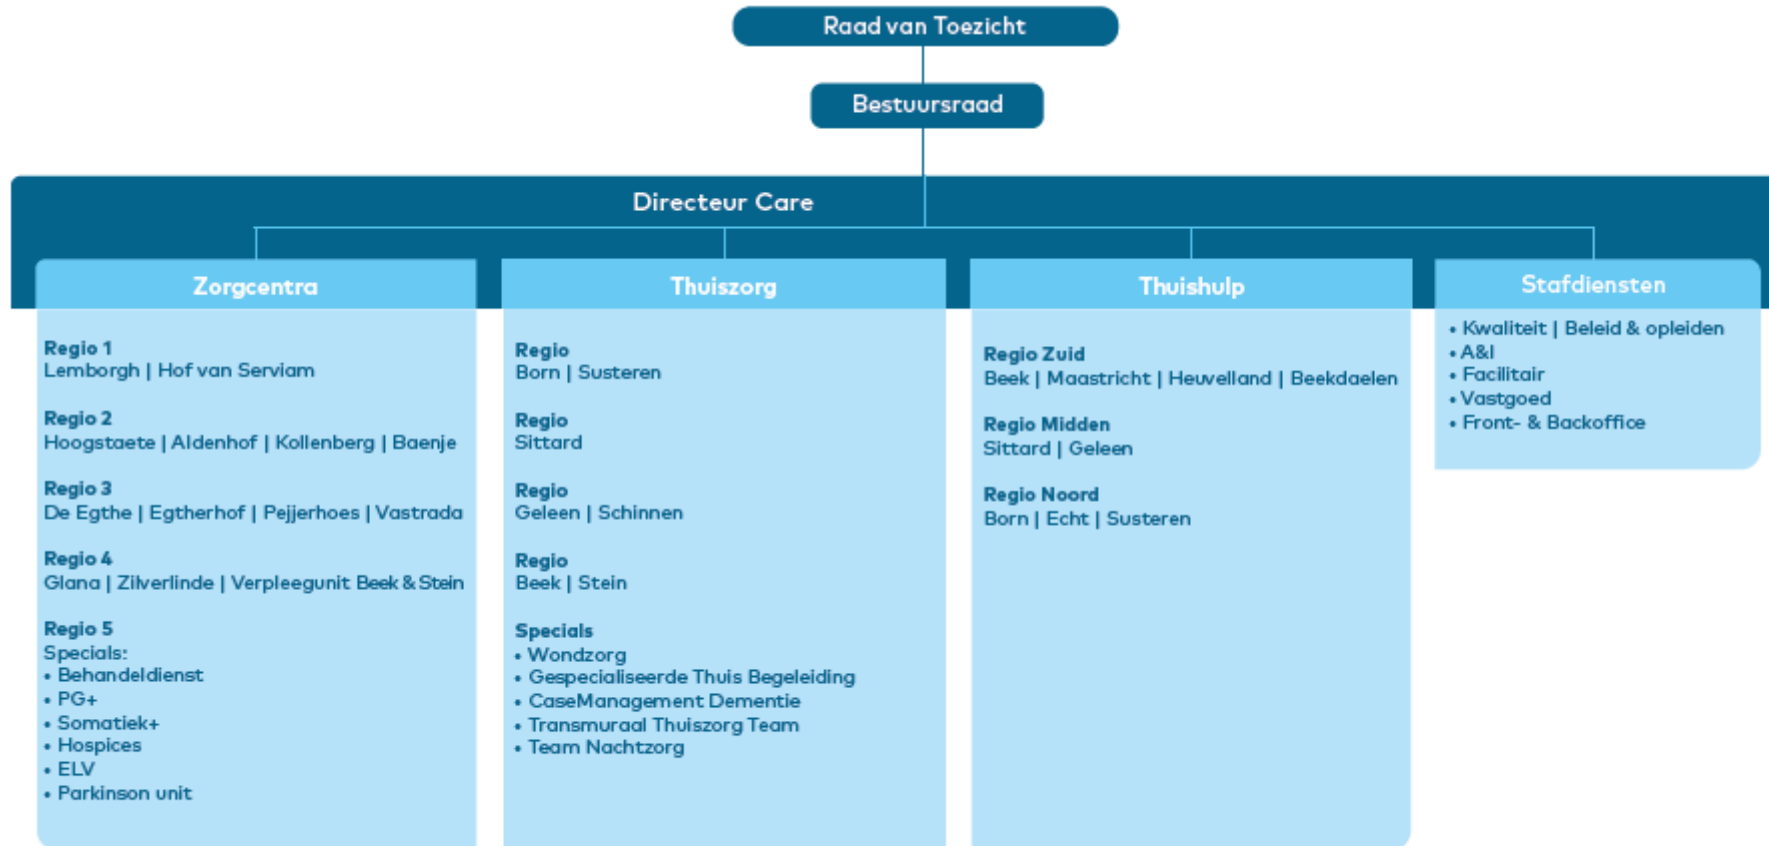 Raad van Toezicht
Bestuursraad
Directeur Care
Zorgcentra
Regio 1
Lemborgh | Hof van Serviam
Regio 2
Hoogstaete | Aldenhof | Kollenberg | Baenje
Regio 3
De Egthe | Egtherhof | Pejjerhoes | Vastrada
Regio 4
Glana | Zilverlinde | Verpleegunit Beek & Stein
Regio 5
Specials:
• Behandeldienst
• PG+
• Somatiek+
• Hospices
• ELV
• Parkinson unit
Thuiszorg
Regio
Born | Susteren
Regio
Sittard
Regio
Geleen | Schinnen
Regio
Beek | Stein
Specials
• Wondzorg
• Gespecialiseerde Thuis Begeleiding
• CaseManagement Dementie
• Transmuraal Thuiszorg Team
• Team Nachtzorg
Thuishulp
Regio Zuid
Beek | Maastricht | Heuvelland | Beekdaelen
Regio Midden
Sittard | Geleen
Regio Noord
Born | Echt | Susteren
Stafdiensten
• Kwaliteit | Beleid & opleiden
• A&I
• Facilitair
• Vastgoed
• Front- & Backoffice